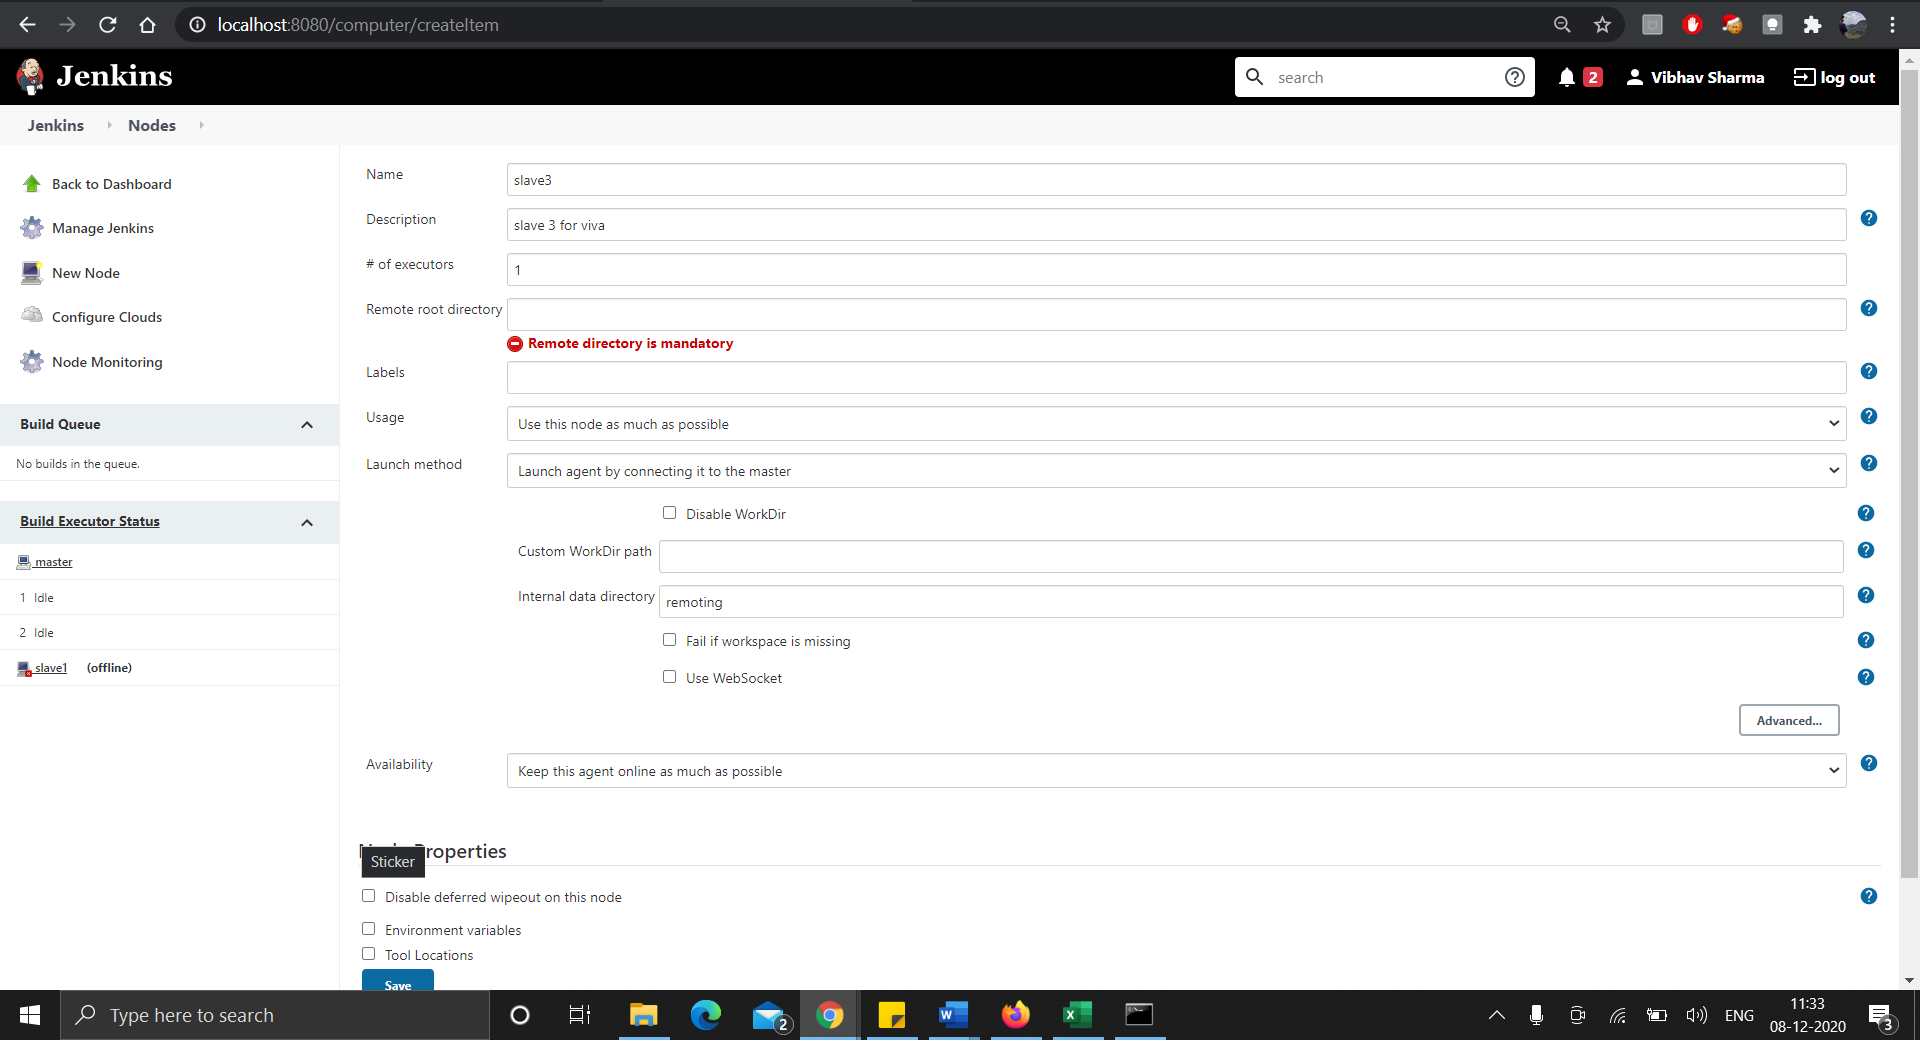 localhost:8080/computer/createItem
Jenkins
search
2
Vibhav Sharma
log out
Jenkins
Nodes
Back to Dashboard
Manage Jenkins
New Node
Configure Clouds
Node Monitoring
Build Queue
No builds in the queue.
Build Executor Status
master
1 Idle
2 Idle
slave1 (offline)
Name
slave3
Description
slave 3 for viva
# of executors
1
Remote root directory
Remote directory is mandatory
Labels
Usage
Use this node as much as possible
Launch method
Launch agent by connecting it to the master
Disable WorkDir
Custom WorkDir path
Internal data directory
remoting
Fail if workspace is missing
Use WebSocket
Advanced...
Availability
Keep this agent online as much as possible
Node Properties
Sticker
Disable deferred wipeout on this node
Environment variables
Tool Locations
Save
Type here to search
2
ENG
11:33
08-12-2020
3